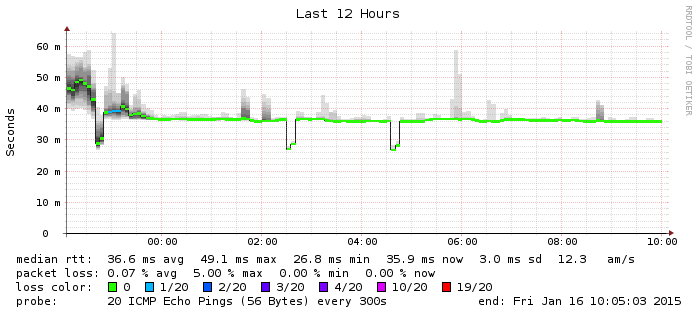 Last 12 Hours
RRDTOOL / TOBI OETIKER
Seconds
60 m
50 m
40 m
30 m
20 m
10 m
0
00:00 02:00 04:00 06:00 08:00 10:00
median rtt: 36.6 ms avg 49.1 ms max 26.8 ms min 35.9 ms now 3.0 ms sd 12.3 am/s
packet loss: 0.07 % avg 5.00 % max 0.00 % min 0.00 % now
loss color: 0 1/20 2/20 3/20 4/20 10/20 19/20
probe: 20 ICMP Echo Pings (56 Bytes) every 300s end: Fri Jan 16 10:05:03 2015